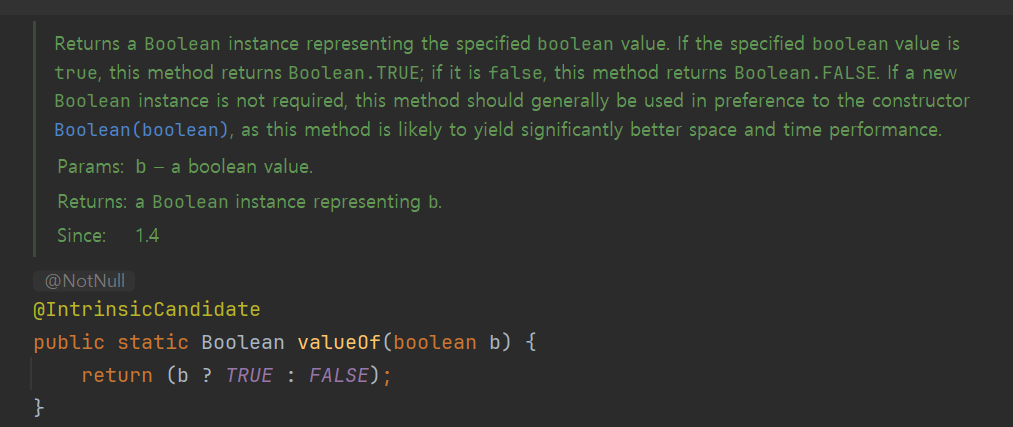 Returns a Boolean instance representing the specified boolean value. If the specified boolean value is
true, this method returns Boolean.TRUE; if it is false, this method returns Boolean.FALSE. If a new
Boolean instance is not required, this method should generally be used in preference to the constructor
Boolean(boolean), as this method is likely to yield significantly better space and time performance.
Params: b – a boolean value.
Returns: a Boolean instance representing b.
Since: 1.4
@NotNull
@IntrinsicCandidate
public static Boolean valueOf(boolean b) {
    return (b ? TRUE : FALSE);
}